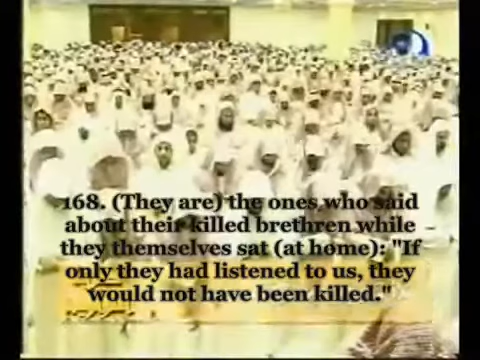 168. (They are) the ones who said
about their killed brethren while
they themselves sat (at home): "If
only they had listened to us, they
would not have been killed."